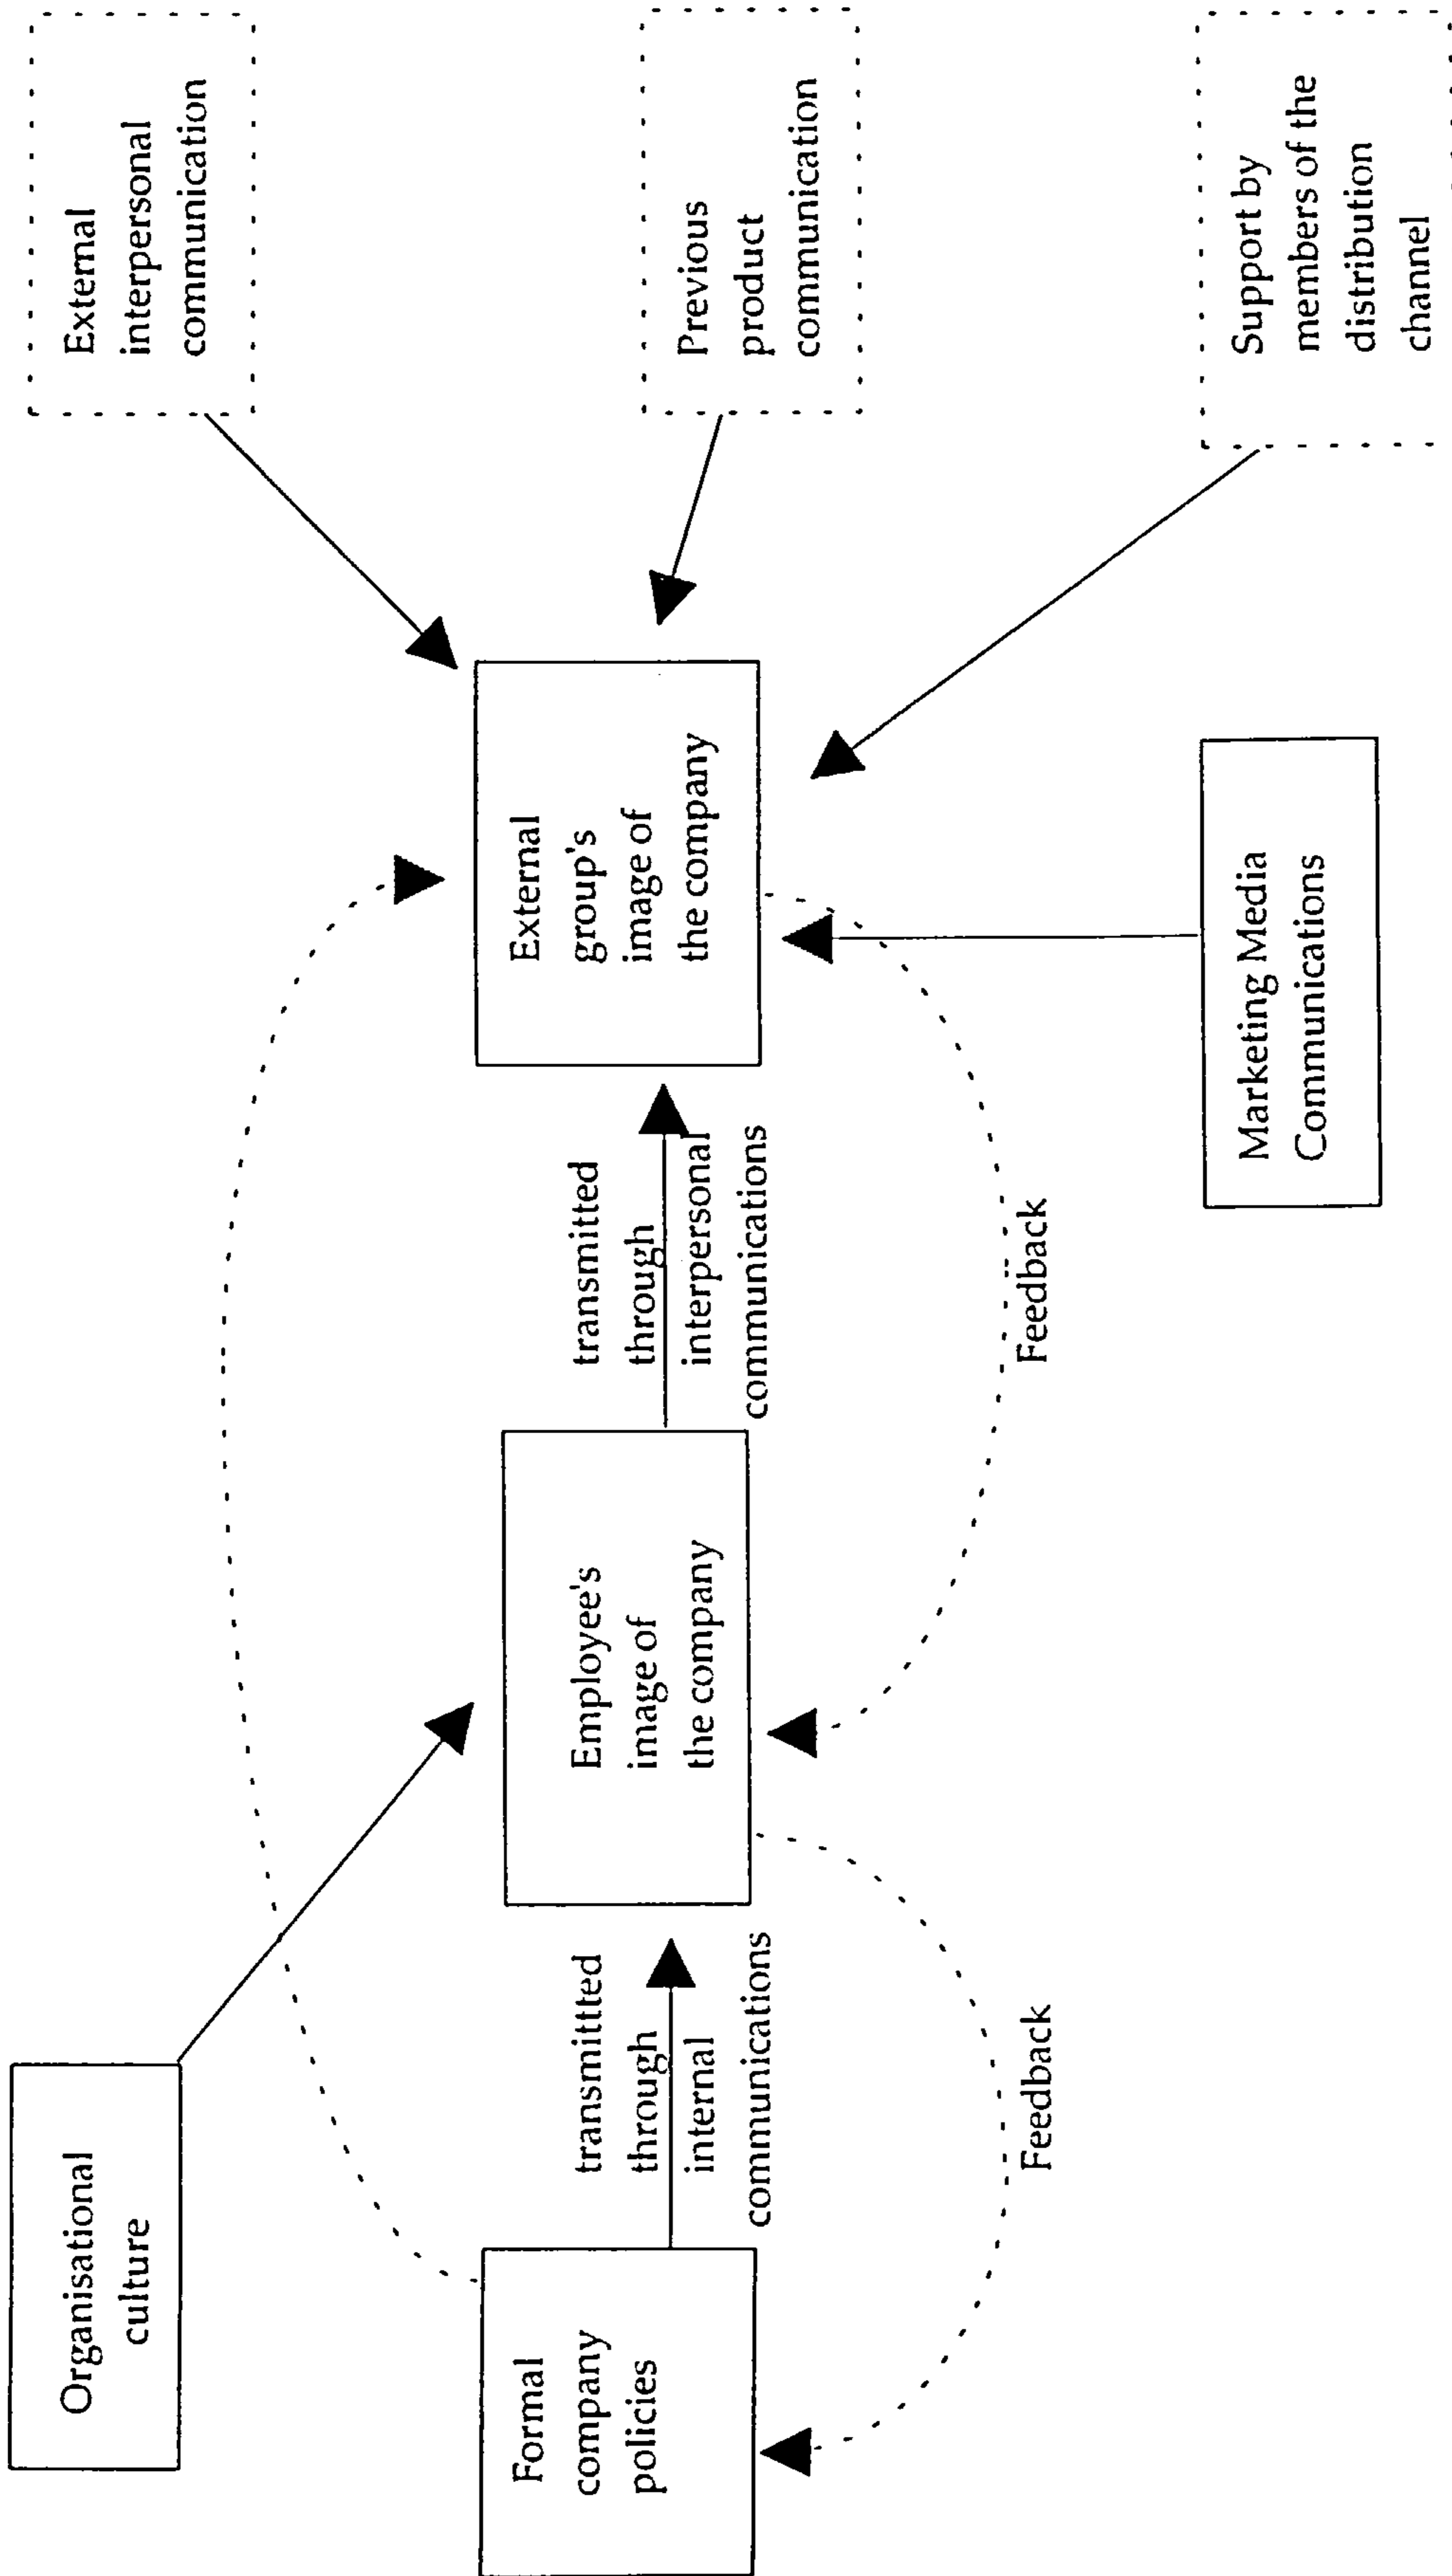 Organisational
culture
External
interpersonal
communication
Formal
company
policies
transmitted
through
internal
communications
Employee's
image of
the company
transmitted
through
interpersonal
communications
External
group's
image of
the company
Previous
product
communication
Feedback
Feedback
Marketing Media
Communications
Support by
members of the
distribution
channel